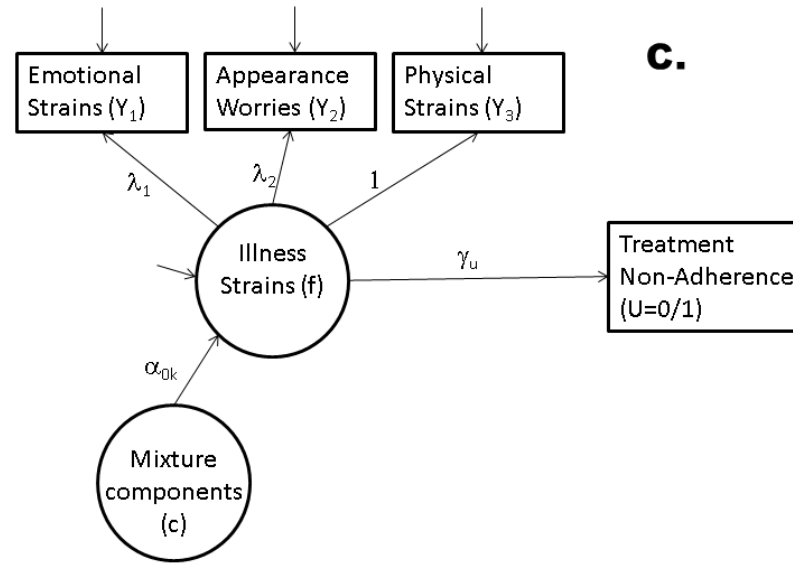 c.
Emotional
Strains (Y₁)
Appearance
Worries (Y₂)
Physical
Strains (Y₃)
λ₁
λ₂
1
Illness
Strains (f)
γᵤ
Treatment
Non-Adherence
(U=0/1)
α₀ₖ
Mixture
components
(c)